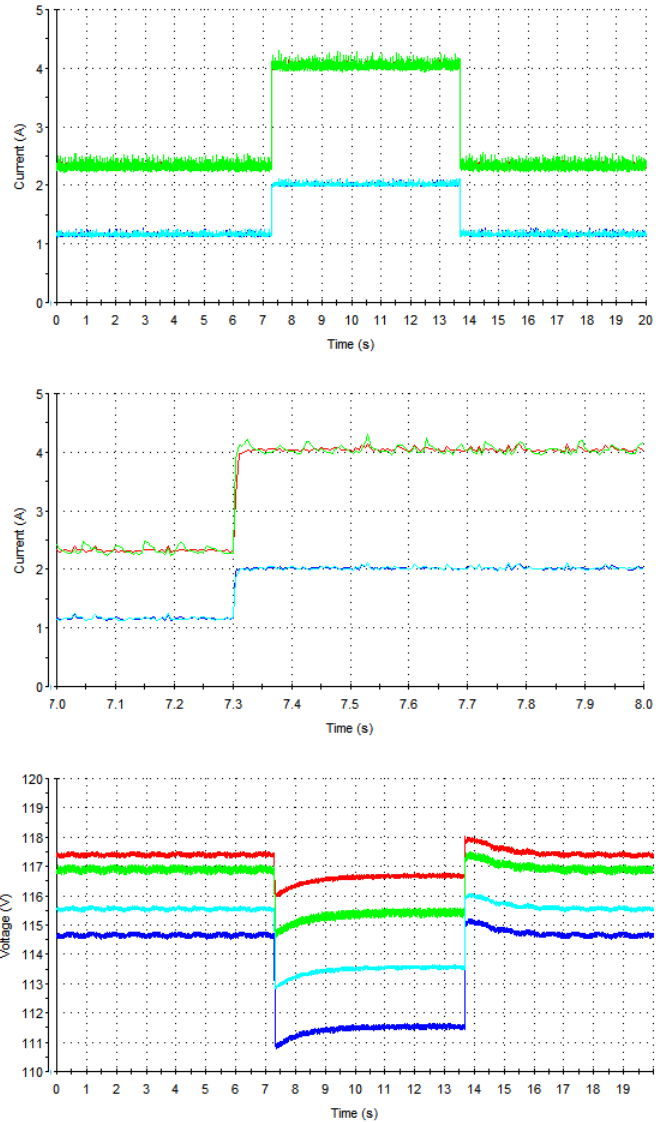 5
4
3
2
1
0
Current (A)
0 1 2 3 4 5 6 7 8 9 10 11 12 13 14 15 16 17 18 19 20
Time (s)
5
4
3
2
1
0
Current (A)
7.0 7.1 7.2 7.3 7.4 7.5 7.6 7.7 7.8 7.9 8.0
Time (s)
120
119
118
117
116
115
114
113
112
111
110
Voltage (V)
0 1 2 3 4 5 6 7 8 9 10 11 12 13 14 15 16 17 18 19
Time (s)